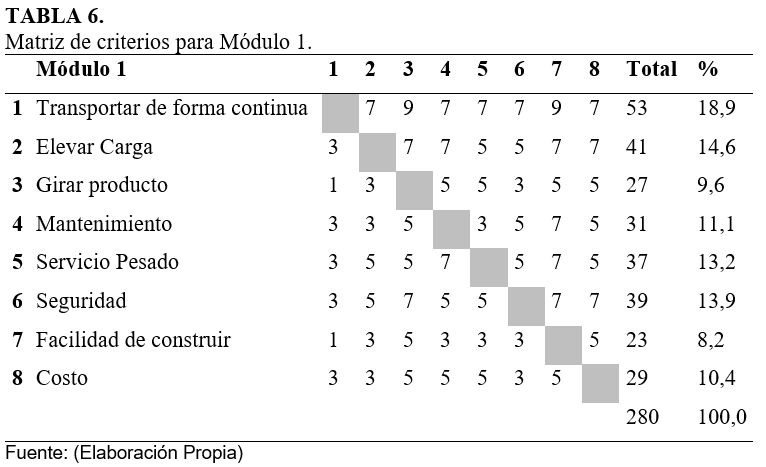 TABLA 6.
Matriz de criterios para Módulo 1.
Módulo 1 1 2 3 4 5 6 7 8 Total %
1 Transportar de forma continua 7 9 7 7 7 9 7 53 18,9
2 Elevar Carga 3 7 7 5 5 7 7 41 14,6
3 Girar producto 1 3 5 5 3 5 5 27 9,6
4 Mantenimiento 3 3 5 3 5 7 5 31 11,1
5 Servicio Pesado 3 5 5 7 5 7 5 37 13,2
6 Seguridad 3 5 7 5 5 7 7 39 13,9
7 Facilidad de construir 1 3 5 3 3 3 5 23 8,2
8 Costo 3 3 5 5 5 3 5 29 10,4
280 100,0
Fuente: (Elaboración Propia)